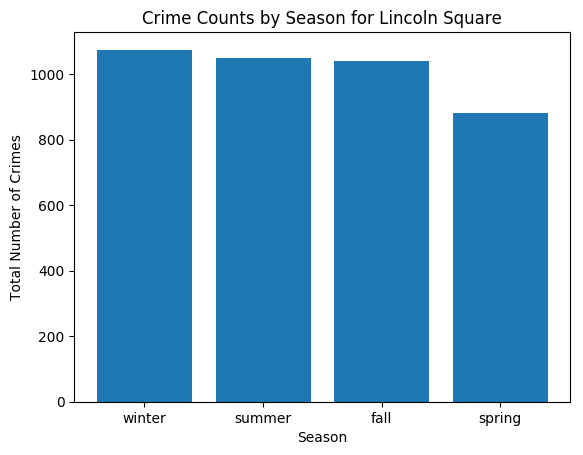 Crime Counts by Season for Lincoln Square
Total Number of Crimes
1000
800
600
400
200
0
winter summer fall spring
Season